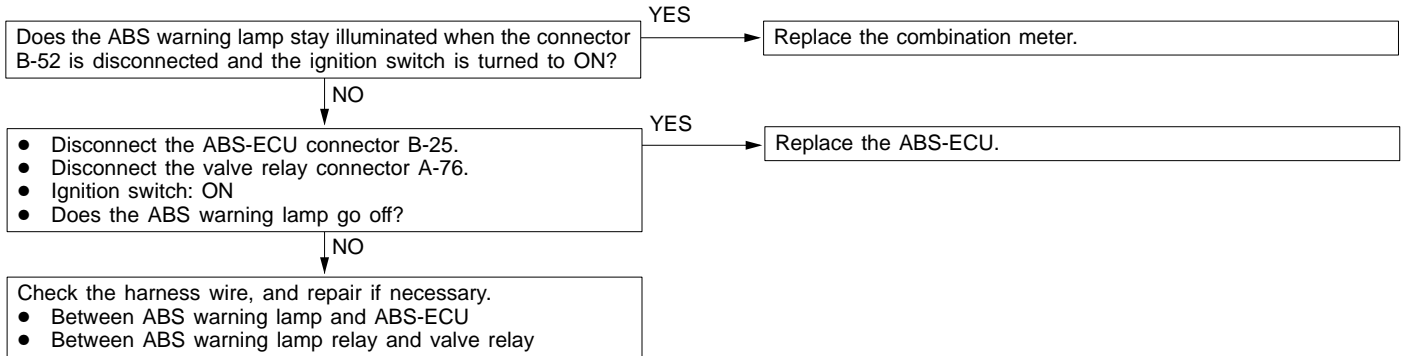 YES
Does the ABS warning lamp stay illuminated when the connector
B-52 is disconnected and the ignition switch is turned to ON?
Replace the combination meter.
NO
YES
● Disconnect the ABS-ECU connector B-25.
● Disconnect the valve relay connector A-76.
● Ignition switch: ON
● Does the ABS warning lamp go off?
Replace the ABS-ECU.
NO
Check the harness wire, and repair if necessary.
● Between ABS warning lamp and ABS-ECU
● Between ABS warning lamp relay and valve relay